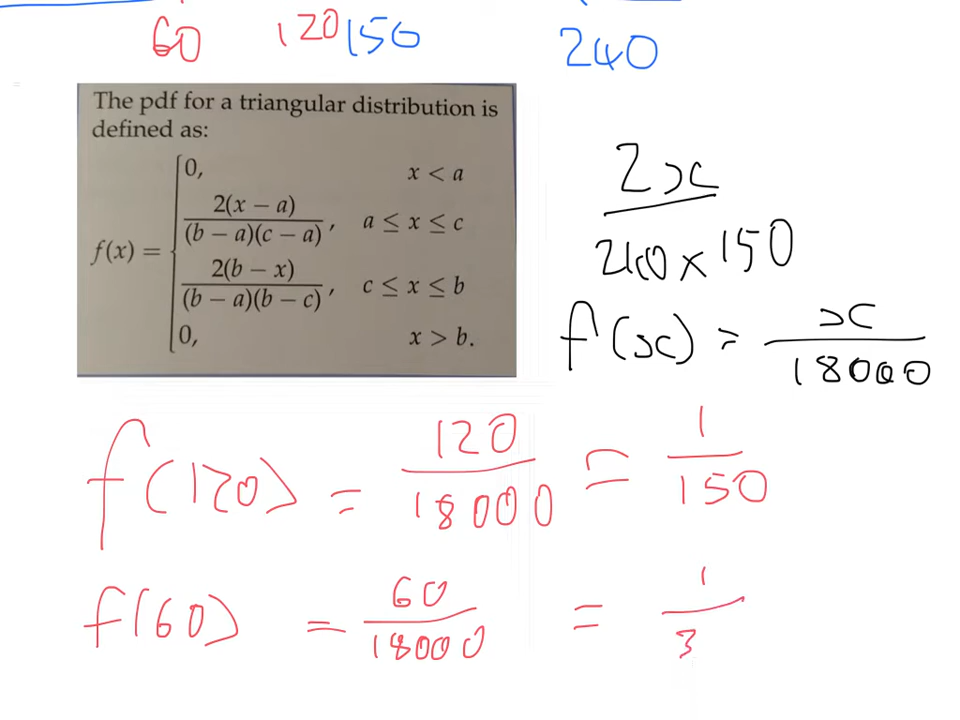 60 120 150 240
The pdf for a triangular distribution is
defined as:
f(x) =
0, x < a
2(x − a)
(b − a)(c − a)' a ≤ x ≤ c
2(b − x)
(b − a)(b − c)' c ≤ x ≤ b
0, x > b.
2x
240 x 150
f(x) = x
18000
f(120) = 120
18000
= 1
150
f(60) = 60
18000
= 1
3